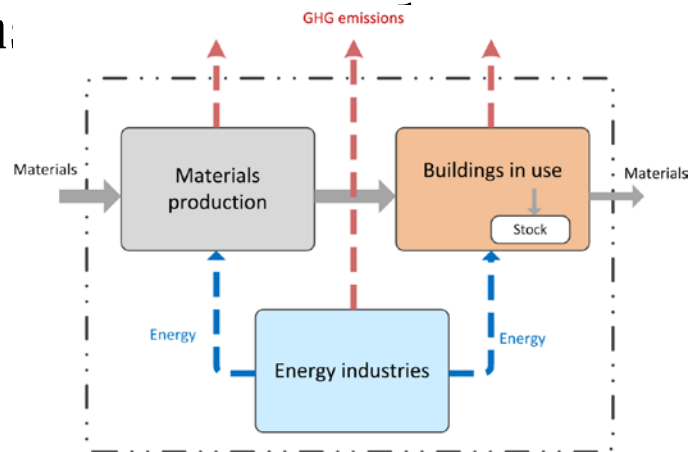 GHG emissions
Materials
Materials
production
Buildings in use
Stock
Materials
Energy
Energy
Energy industries